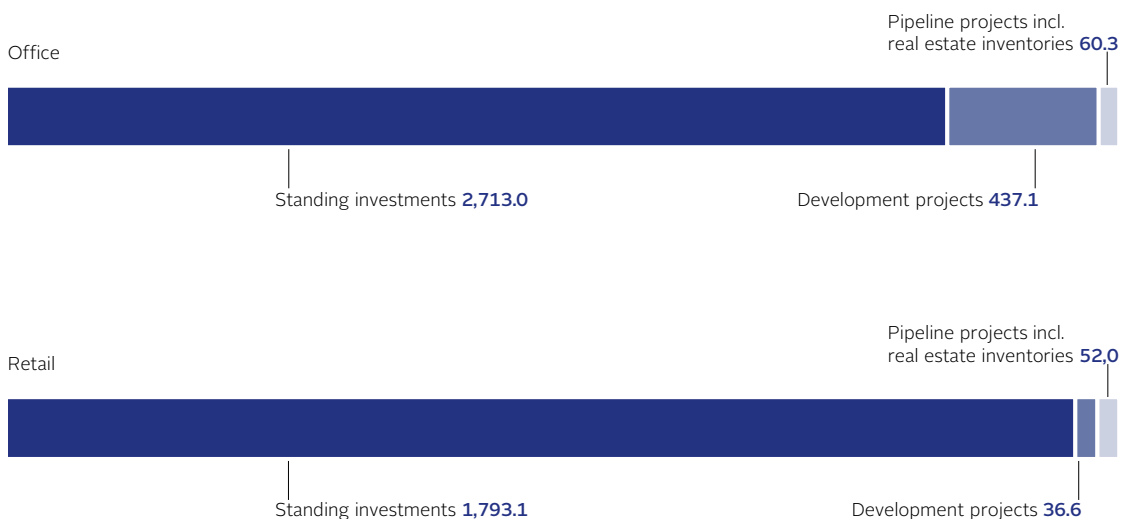 Pipeline projects incl.
Office
real estate inventories 60.3
Standing investments 2,713.0
Development projects 437.1
Pipeline projects incl.
Retail
real estate inventories 52,0
Standing investments 1,793.1
Development projects 36.6